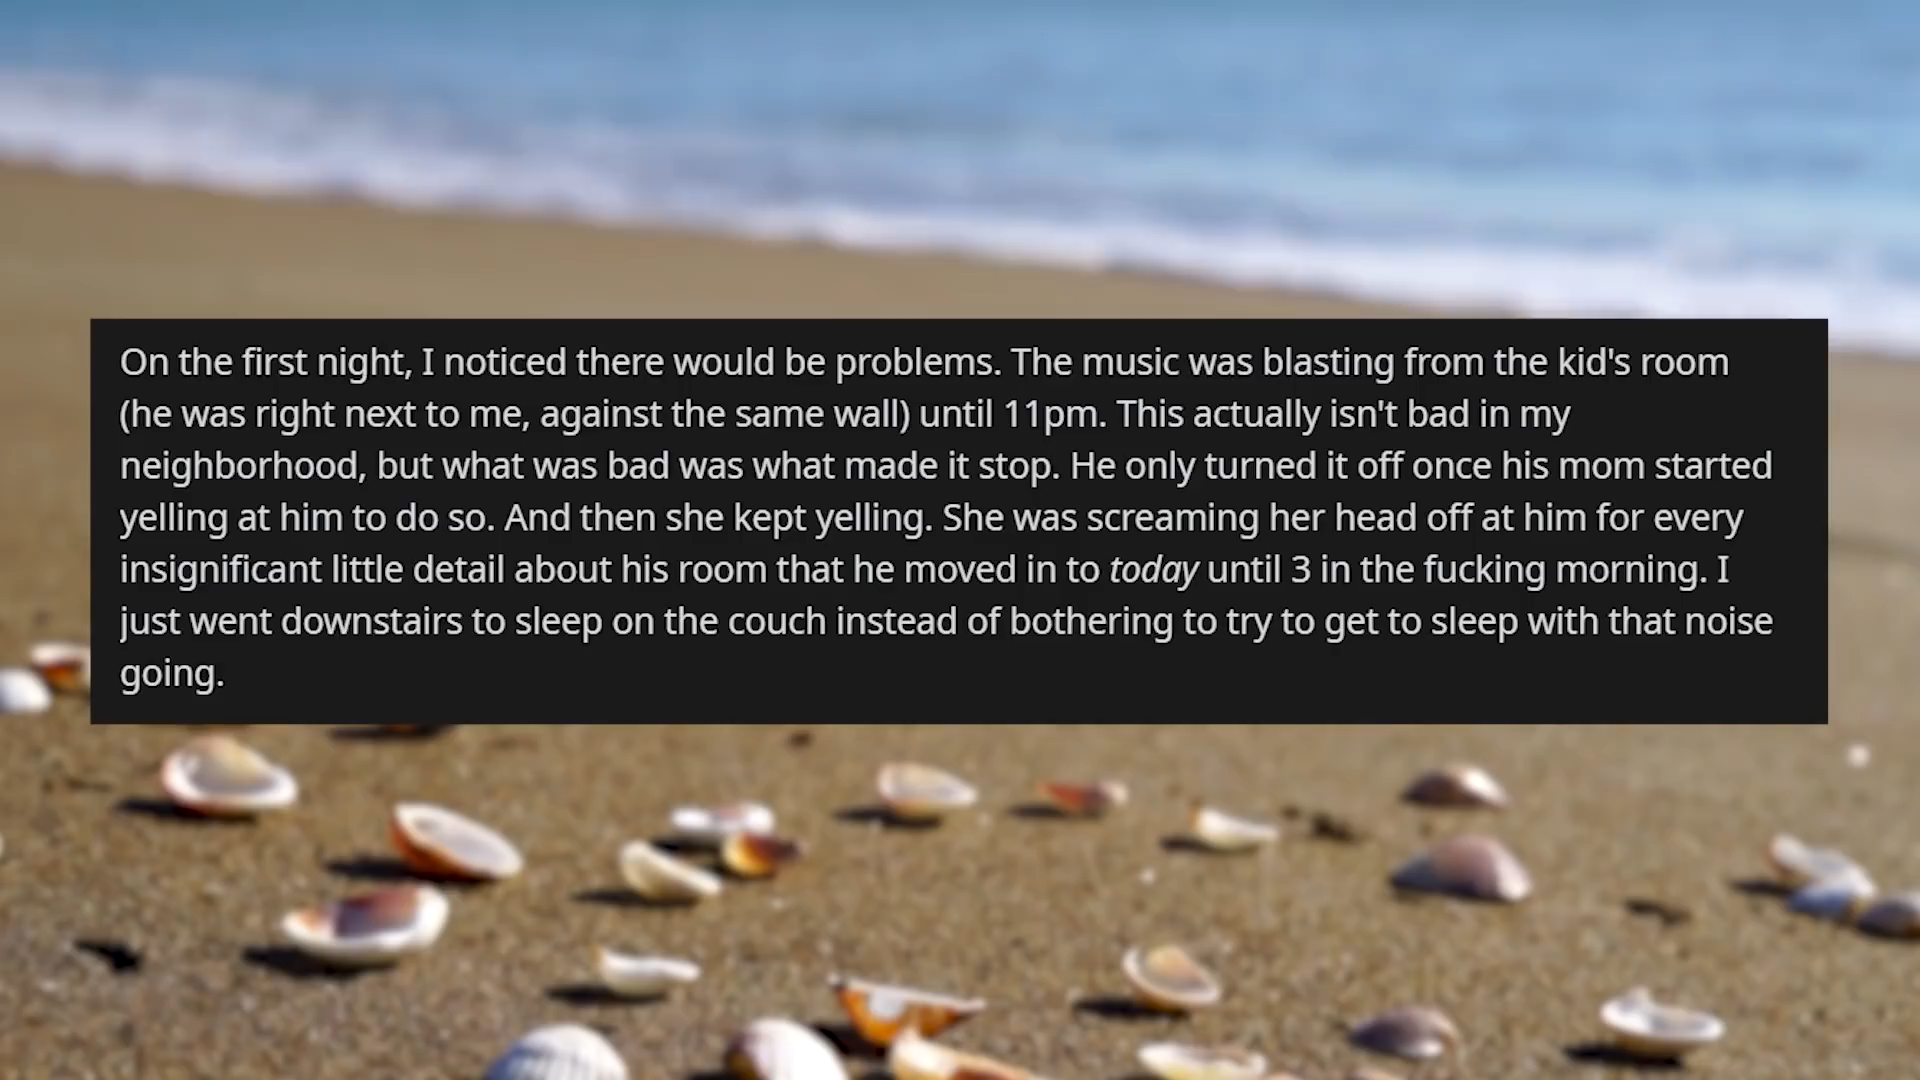 On the first night, I noticed there would be problems. The music was blasting from the kid's room
(he was right next to me, against the same wall) until 11pm. This actually isn't bad in my
neighborhood, but what was bad was what made it stop. He only turned it off once his mom started
yelling at him to do so. And then she kept yelling. She was screaming her head off at him for every
insignificant little detail about his room that he moved in to today until 3 in the fucking morning. I
just went downstairs to sleep on the couch instead of bothering to try to get to sleep with that noise
going.